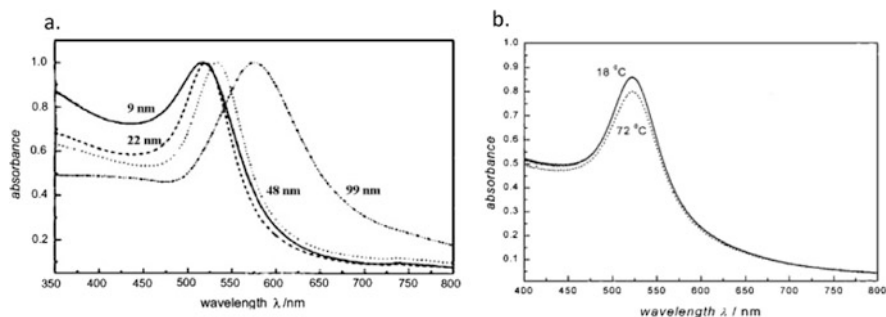 a.
absorbance
1.0
0.8
0.6
0.4
0.2
9 nm
22 nm
48 nm
99 nm
350 400 450 500 550 600 650 700 750 800
wavelength λ /nm
b.
absorbance
1.0
0.9
0.8
0.7
0.6
0.5
0.4
0.3
0.2
0.1
18 °C
72 °C
400 450 500 550 600 650 700 750 800
wavelength λ / nm